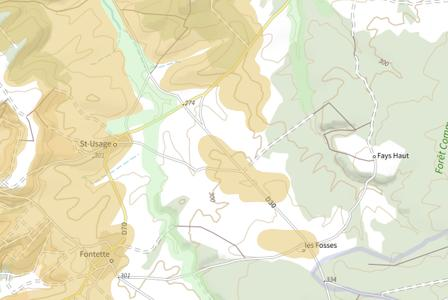 300
274
Forêt Comm
St-Usage
301
Fays Haut
300
D30
D70
les Fosses
Fontette
301
334